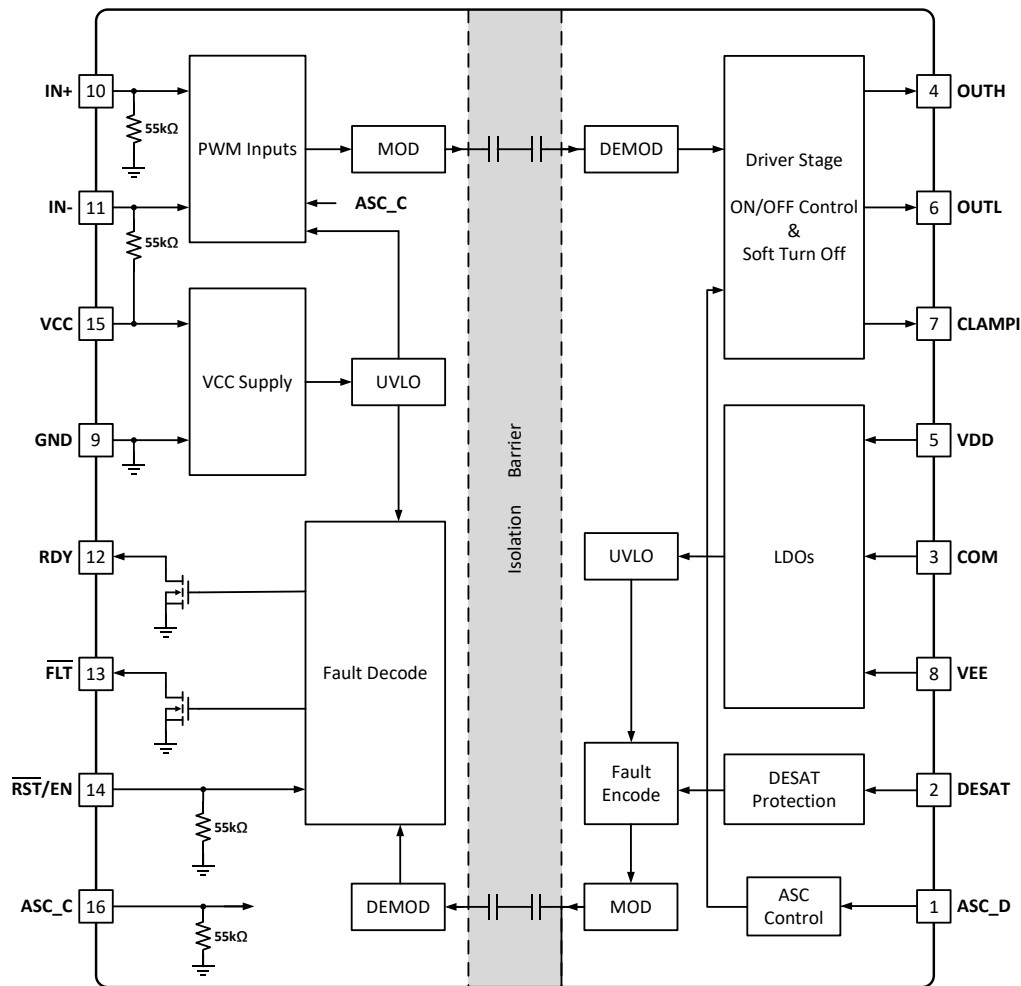 IN+
10
55kΩ
IN-
11
55kΩ
PWM Inputs
MOD
ASC_C
VCC
15
VCC Supply
UVLO
GND
9
RDY
12
F̅L̅T̅
13
Fault Decode
R̅S̅T̅/EN
14
55kΩ
ASC_C
16
55kΩ
DEMOD
Isolation Barrier
DEMOD
Driver Stage
ON/OFF Control
&
Soft Turn Off
4
OUTH
6
OUTL
7
CLAMPI
LDOs
UVLO
5
VDD
3
COM
8
VEE
Fault
Encode
DESAT
Protection
2
DESAT
MOD
ASC
Control
1
ASC_D